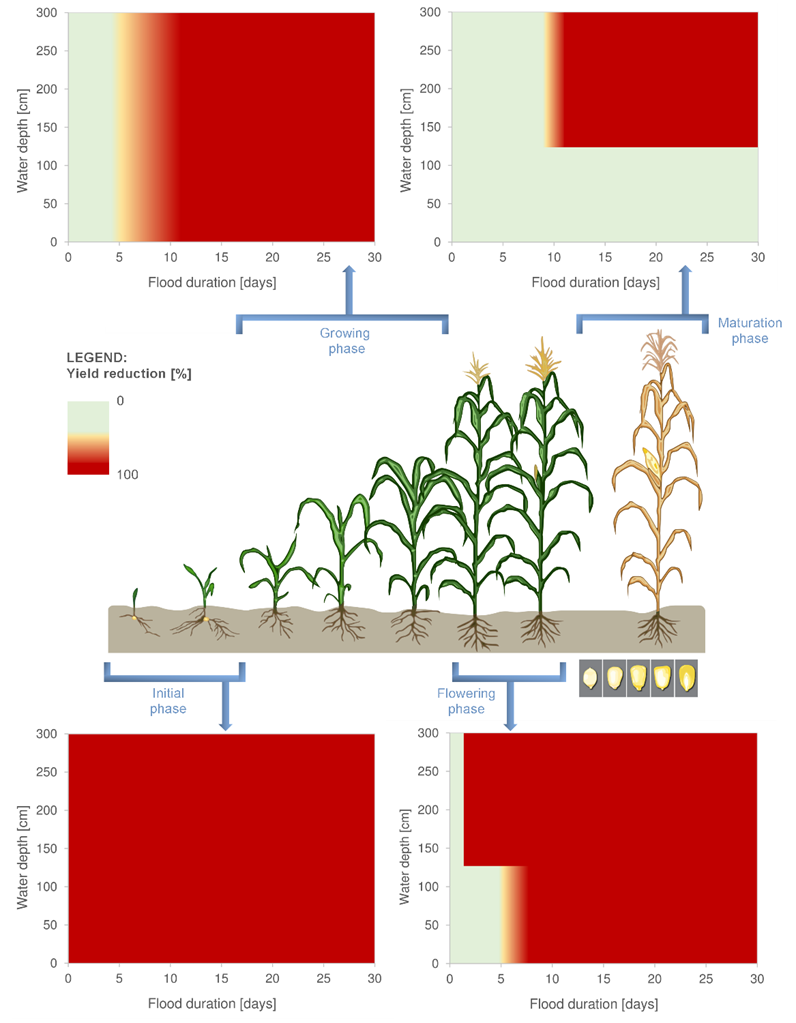 300
250
200
150
100
50
0
Water depth [cm]
0 5 10 15 20 25 30
Flood duration [days]
300
250
200
150
100
50
0
Water depth [cm]
0 5 10 15 20 25 30
Flood duration [days]
Growing
phase
Maturation
phase
LEGEND:
Yield reduction [%]
0
100
Initial
phase
Flowering
phase
300
250
200
150
100
50
0
Water depth [cm]
0 5 10 15 20 25 30
Flood duration [days]
300
250
200
150
100
50
0
Water depth [cm]
0 5 10 15 20 25 30
Flood duration [days]